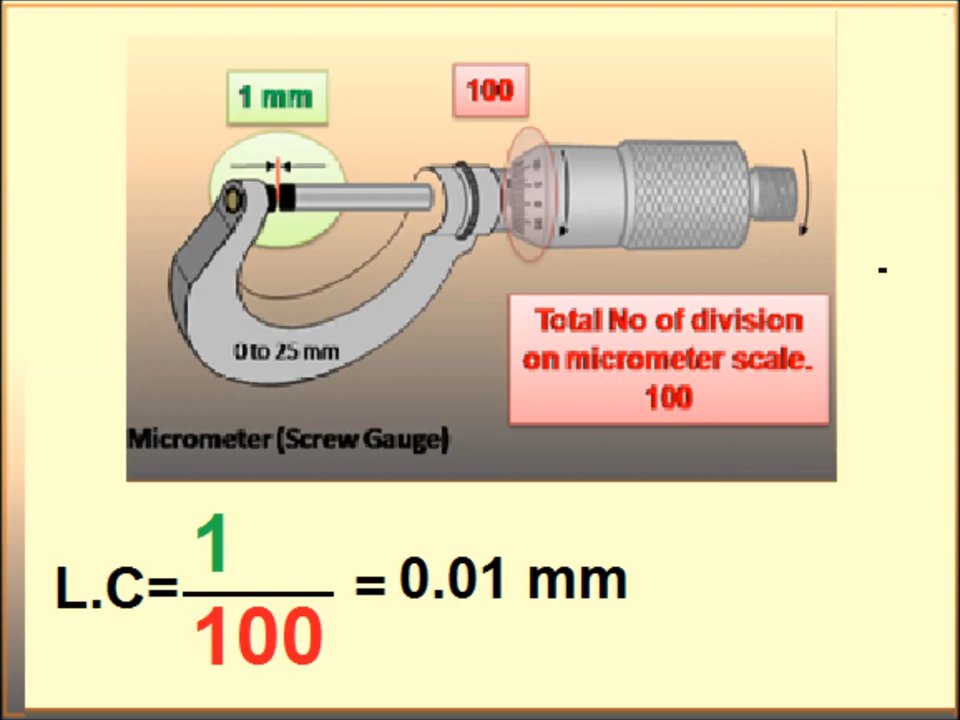 1 mm
100
0 to 25 mm
Total No of division
on micrometer scale.
100
Micrometer (Screw Gauge)
L.C= 1
100
= 0.01 mm